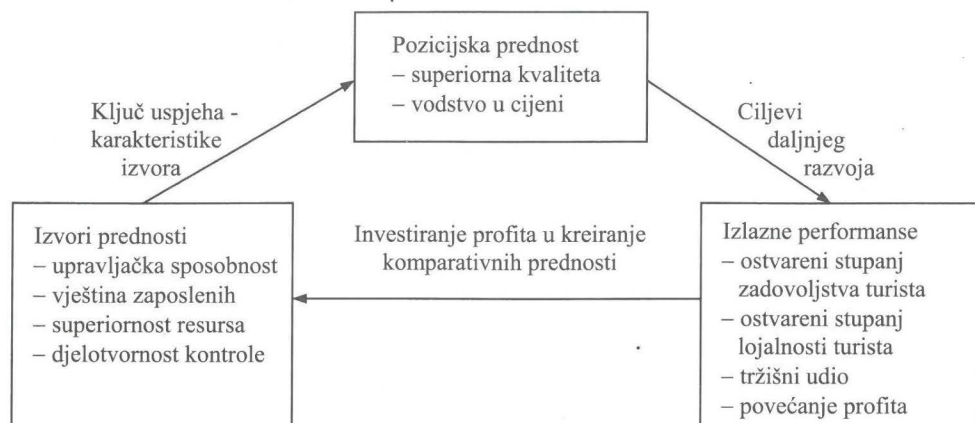 Pozicijska prednost
– superiorna kvaliteta
– vodstvo u cijeni
Ključ uspjeha -
karakteristike
izvora
Ciljevi
daljnjeg
razvoja
Izvori prednosti
– upravljačka sposobnost
– vještina zaposlenih
– superiornost resursa
– djelotvornost kontrole
Investiranje profita u kreiranje
komparativnih prednosti
Izlazne performanse
– ostvareni stupanj
zadovoljstva turista
– ostvareni stupanj
lojalnosti turista
– tržišni udio
– povećanje profita